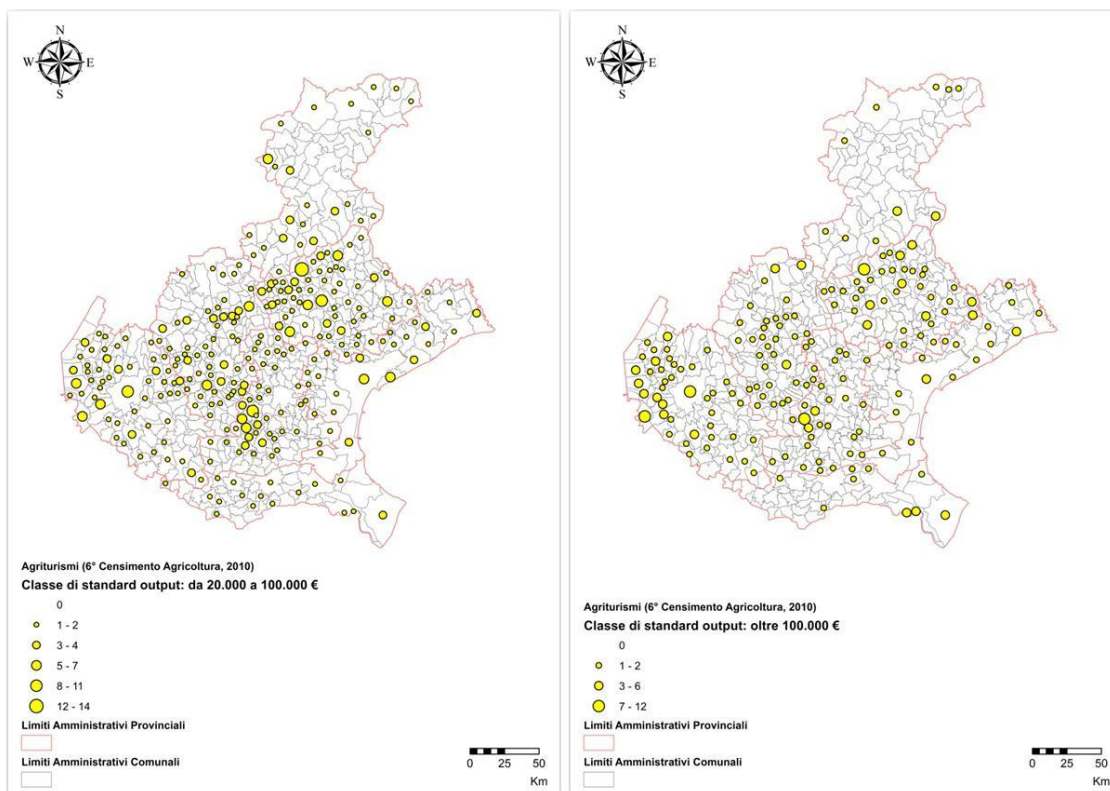 N
W E
S
Agriturismi (6° Censimento Agricoltura, 2010)
Classe di standard output: da 20.000 a 100.000 €
0
1 - 2
3 - 4
5 - 7
8 - 11
12 - 14
Limiti Amministrativi Provinciali
Limiti Amministrativi Comunali
0 25 50
Km
N
W E
S
Agriturismi (6° Censimento Agricoltura, 2010)
Classe di standard output: oltre 100.000 €
0
1 - 2
3 - 6
7 - 12
Limiti Amministrativi Provinciali
Limiti Amministrativi Comunali
0 25 50
Km